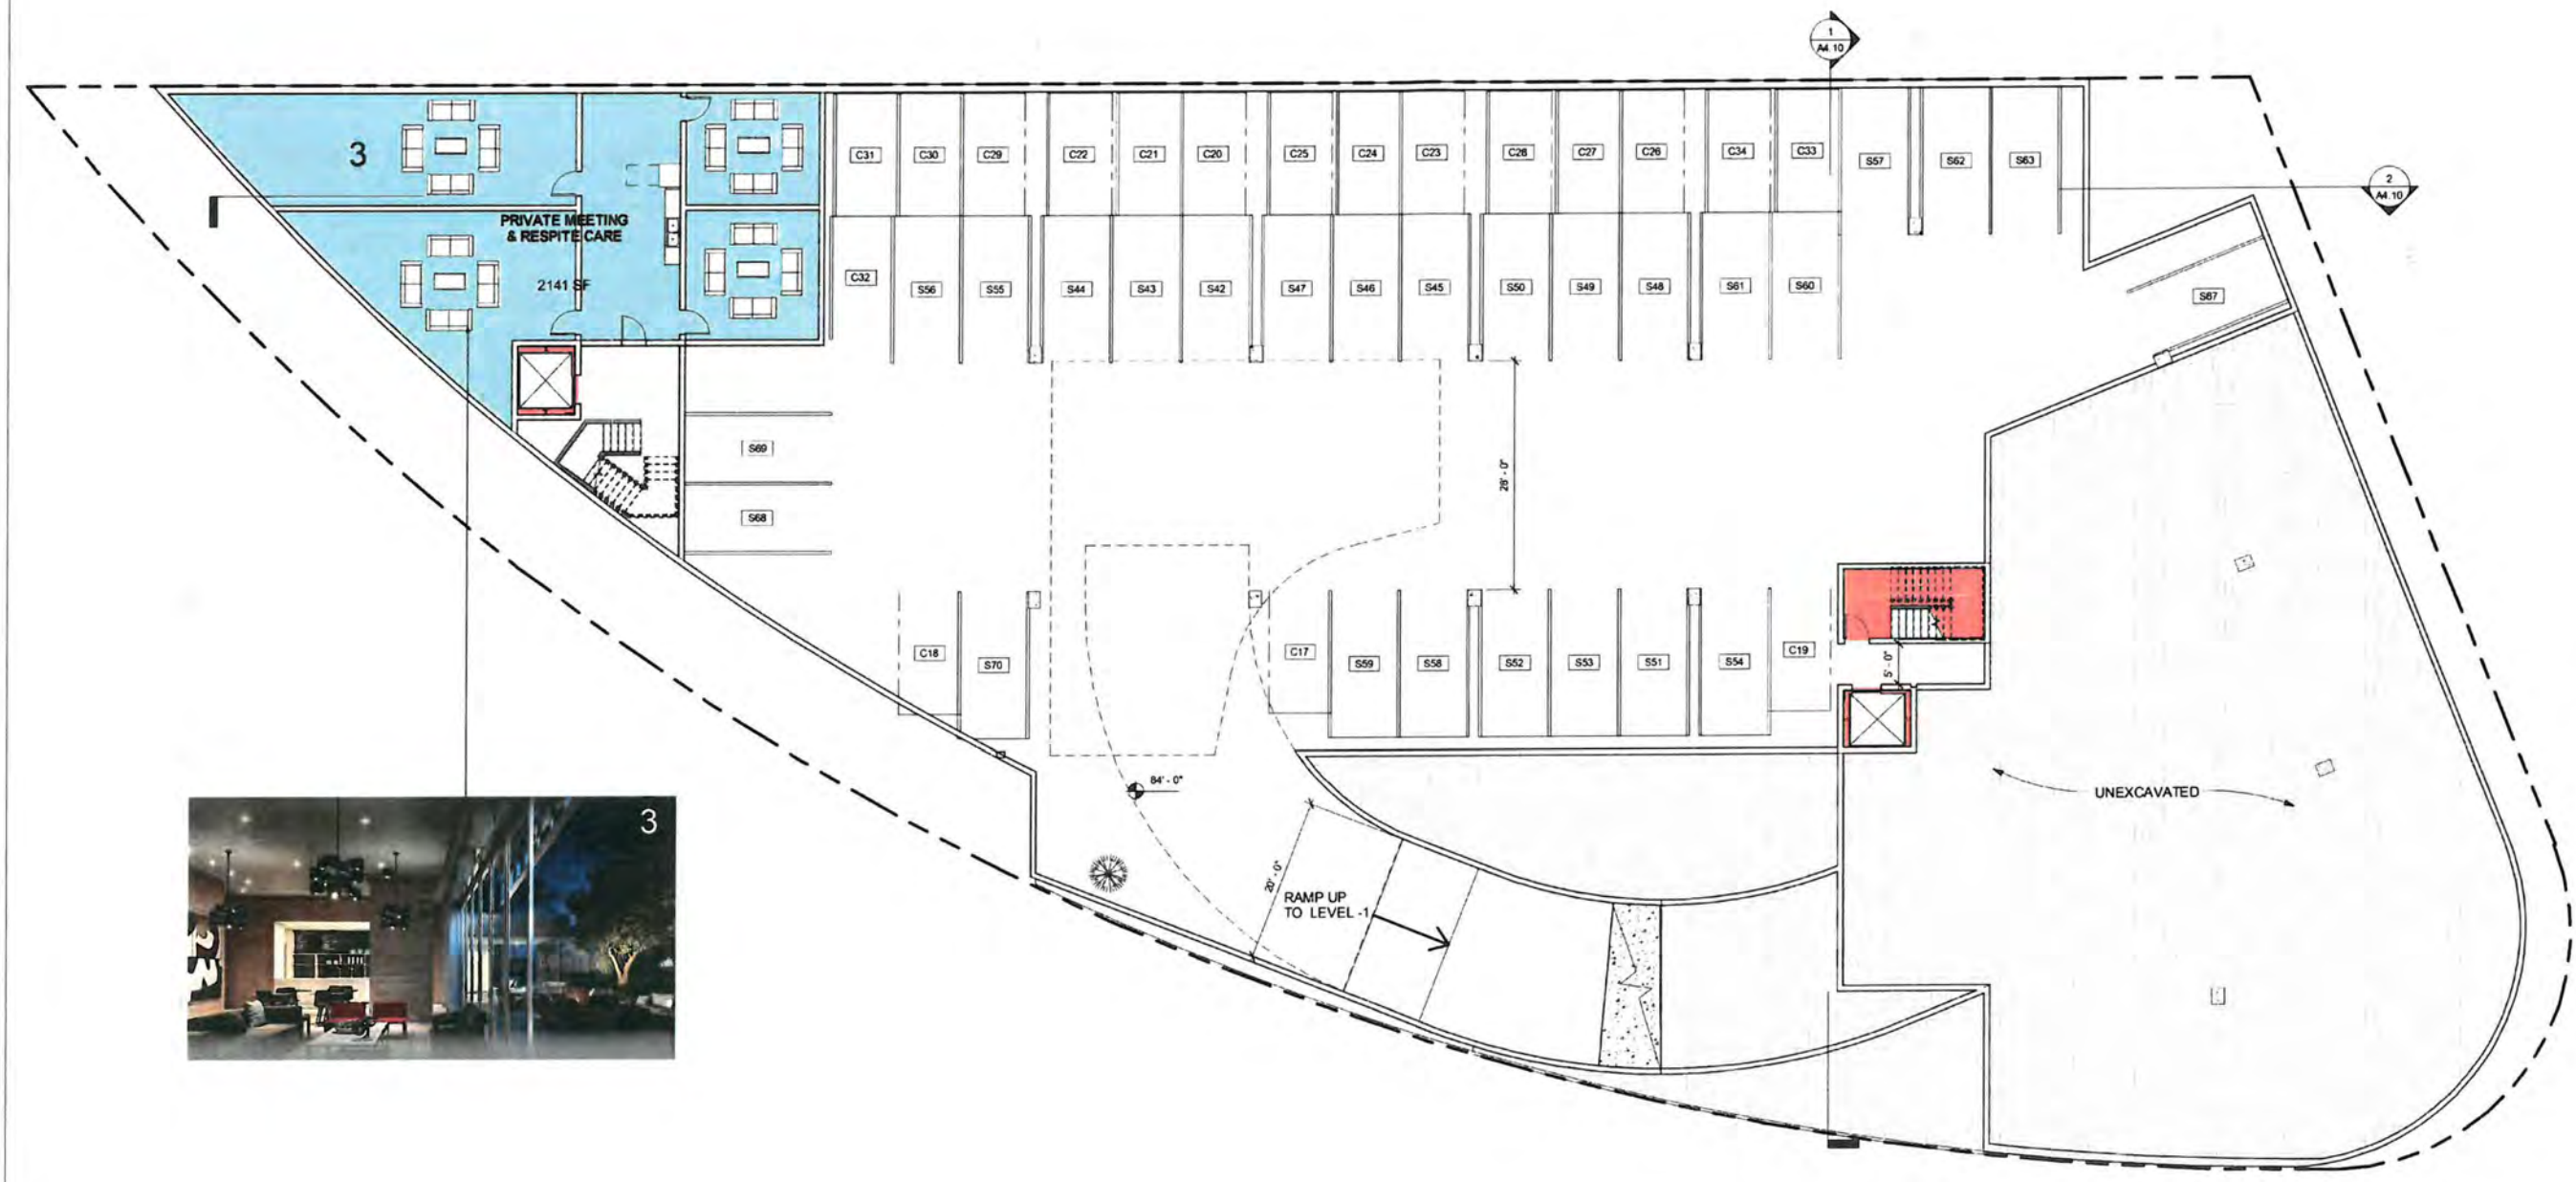 1
A4.10
2
A4.10
3
PRIVATE MEETING
& RESPITE CARE
2141 SF
C31
C30
C29
C22
C21
C20
C25
C24
C23
C28
C27
C26
C34
C33
S57
S62
S63
C32
S56
S55
S44
S43
S42
S47
S46
S45
S50
S49
S48
S61
S60
S67
S69
S68
28' - 0"
C18
S70
C17
S59
S58
S52
S53
S51
S54
C19
5' - 0"
84' - 0"
UNEXCAVATED
3
20' - 0"
RAMP UP
TO LEVEL -1